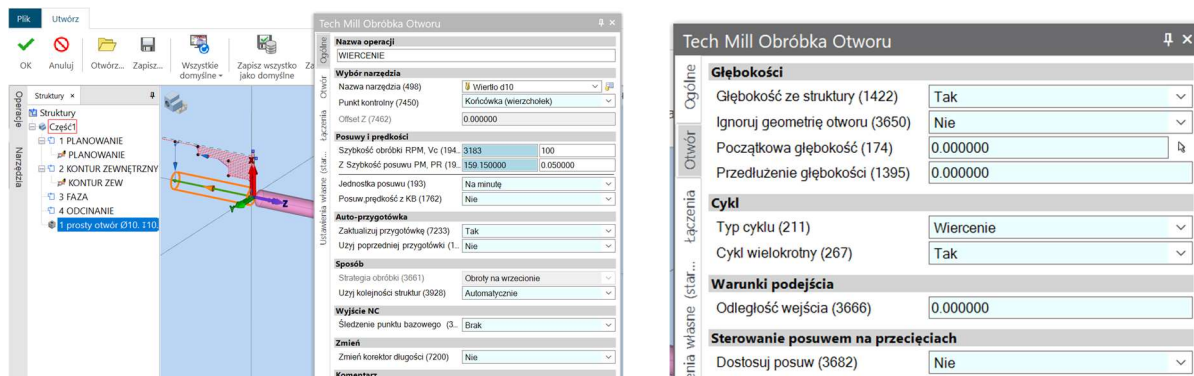 Plik Utwórz
OK Anuluj Otwórz... Zapisz... Wszystkie domyślne Zapisz wszystko jako domyślne
Operacje
Narzędzia
Struktury ×
Struktury
Część1
1 PLANOWANIE
PLANOWANIE
2 KONTUR ZEWNĘTRZNY
KONTUR ZEW
3 FAZA
4 ODCINANIE
1 prosty otwór Ø10. 110.
X
Y
Z
Tech Mill Obróbka Otworu
Ogólne
Otwór
Łączenia
Ustawienia własne (star...
Nazwa operacji
WIERCENIE
Wybór narzędzia
Nazwa narzędzia (498) Wiertło d10
Punkt kontrolny (7450) Końcówka (wierzchołek)
Offset Z (7462) 0.000000
Posuwy i prędkości
Szybkość obróbki RPM, Vc (194.. 3183 100
Z Szybkość posuwu PM, PR (19.. 159.150000 0.050000
Jednostka posuwu (193) Na minutę
Posuw,prędkość z KB (1762) Nie
Auto-przygotówka
Zaktualizuj przygotówkę (7233) Tak
Użyj poprzedniej przygotówki (1.. Nie
Sposób
Strategia obróbki (3661) Obroty na wrzecionie
Uzyj kolejności struktur (3928) Automatycznie
Wyjście NC
Śledzenie punktu bazowego (3.. Brak
Zmień
Zmień korektor długości (7200) Nie
Komentarz
Tech Mill Obróbka Otworu
Ogólne
Otwór
Łączenia
enia własne (star...
Głębokości
Głębokość ze struktury (1422) Tak
Ignoruj geometrię otworu (3650) Nie
Początkowa głębokość (174) 0.000000
Przedłużenie głębokości (1395) 0.000000
Cykl
Typ cyklu (211) Wiercenie
Cykl wielokrotny (267) Tak
Warunki podejścia
Odległość wejścia (3666) 0.000000
Sterowanie posuwem na przecięciach
Dostosuj posuw (3682) Nie